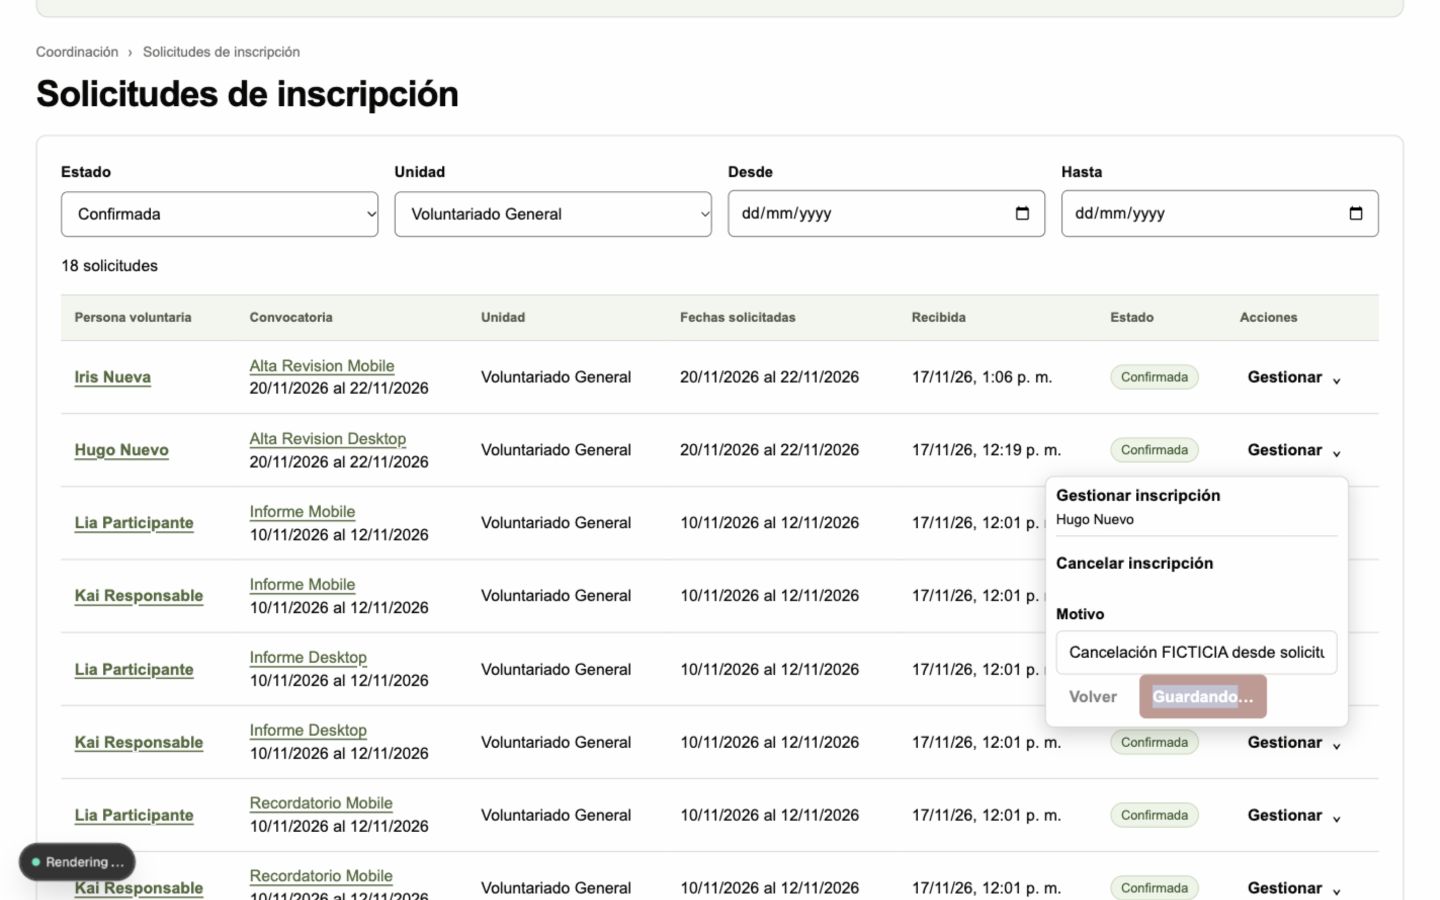 Coordinación › Solicitudes de inscripción
Solicitudes de inscripción
Estado Unidad Desde Hasta
Confirmada Voluntariado General dd/mm/yyyy dd/mm/yyyy
18 solicitudes
Persona voluntaria Convocatoria Unidad Fechas solicitadas Recibida Estado Acciones
Iris Nueva Alta Revision Mobile Voluntariado General 20/11/2026 al 22/11/2026 17/11/26, 1:06 p. m. Confirmada Gestionar
20/11/2026 al 22/11/2026
Hugo Nuevo Alta Revision Desktop Voluntariado General 20/11/2026 al 22/11/2026 17/11/26, 12:19 p. m. Confirmada Gestionar
20/11/2026 al 22/11/2026
Gestionar inscripción
Hugo Nuevo
Cancelar inscripción
Motivo
Cancelación FICTICIA desde solicitu
Volver Guardando...
Lia Participante Informe Mobile Voluntariado General 10/11/2026 al 12/11/2026 17/11/26, 12:01 p.
10/11/2026 al 12/11/2026
Kai Responsable Informe Mobile Voluntariado General 10/11/2026 al 12/11/2026 17/11/26, 12:01 p.
10/11/2026 al 12/11/2026
Lia Participante Informe Desktop Voluntariado General 10/11/2026 al 12/11/2026 17/11/26, 12:01 p.
10/11/2026 al 12/11/2026
Kai Responsable Informe Desktop Voluntariado General 10/11/2026 al 12/11/2026 17/11/26, 12:01 p. m. Confirmada Gestionar
10/11/2026 al 12/11/2026
Lia Participante Recordatorio Mobile Voluntariado General 10/11/2026 al 12/11/2026 17/11/26, 12:01 p. m. Confirmada Gestionar
10/11/2026 al 12/11/2026
Rendering ...
Kai Responsable Recordatorio Mobile Voluntariado General 10/11/2026 al 12/11/2026 17/11/26, 12:01 p. m. Confirmada Gestionar
10/11/2026 al 12/11/2026